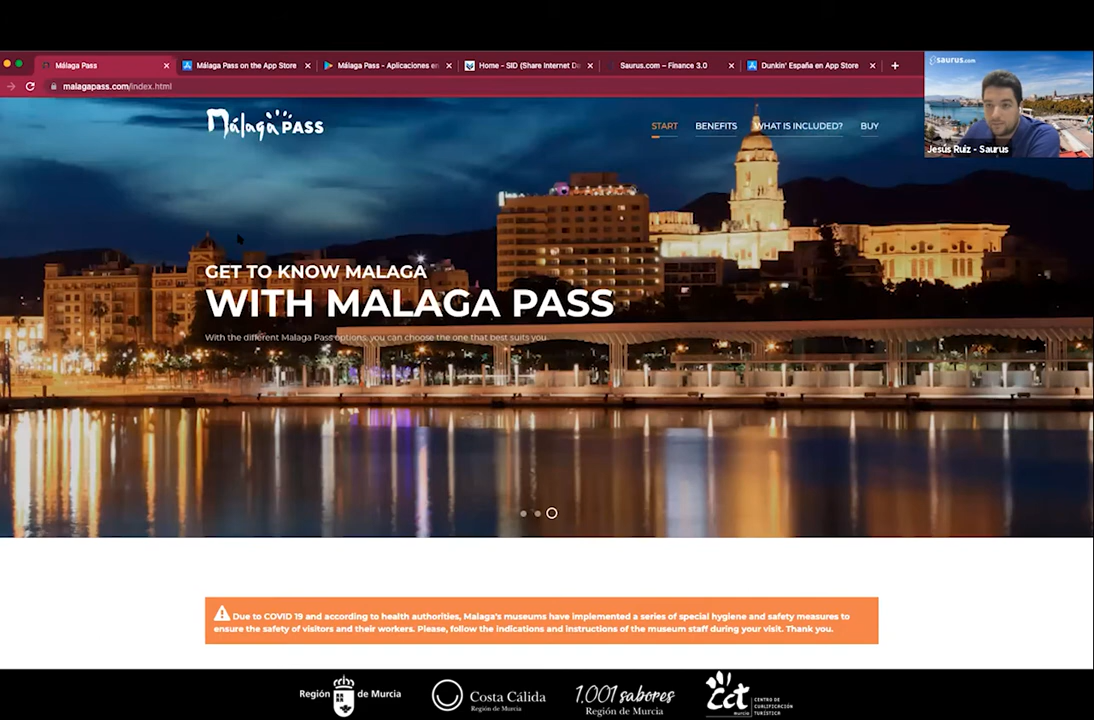 Málaga Pass
Málaga Pass on the App Store
Málaga Pass - Aplicaciones en
Home – SID (Share Internet Da
Saurus.com – Finance 3.0
Dunkin' España en App Store
malagapass.com/index.html
saurus.com
Jesús Ruiz - Saurus
málaga PASS
START
BENEFITS
WHAT IS INCLUDED?
BUY
GET TO KNOW MALAGA
WITH MALAGA PASS
With the different Malaga Pass options, you can choose the one that best suits you.
Due to COVID 19 and according to health authorities, Malaga's museums have implemented a series of special hygiene and safety measures to
ensure the safety of visitors and their workers. Please, follow the indications and instructions of the museum staff during your visit. Thank you.
Región de Murcia
Costa Cálida
Región de Murcia
1.001 sabores
Región de Murcia
cct
murcia
CENTRO DE
CUALIFICACIÓN
TURÍSTICA